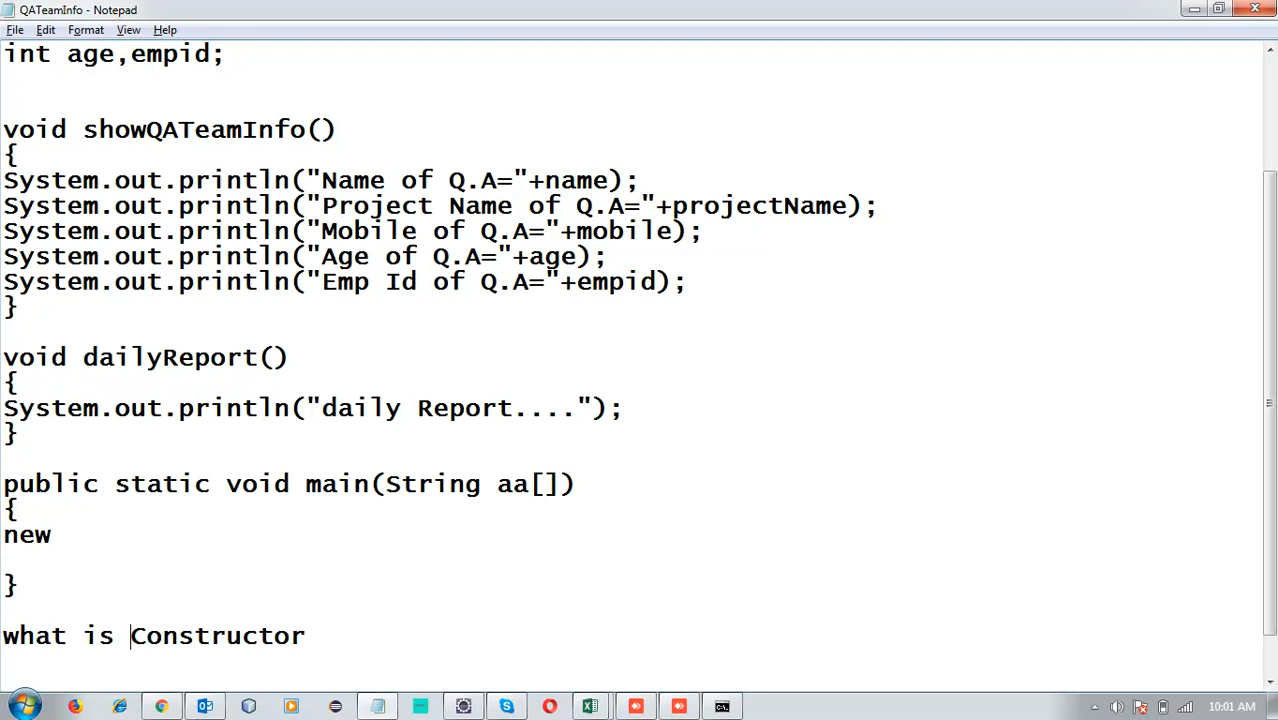 QATeamInfo - Notepad
File Edit Format View Help
int age,empid;
void showQATeamInfo()
{
System.out.println("Name of Q.A="+name);
System.out.println("Project Name of Q.A="+projectName);
System.out.println("Mobile of Q.A="+mobile);
System.out.println("Age of Q.A="+age);
System.out.println("Emp Id of Q.A="+empid);
}
void dailyReport()
{
System.out.println("daily Report....");
}
public static void main(String aa[])
{
new
}
what is Constructor
10:01 AM